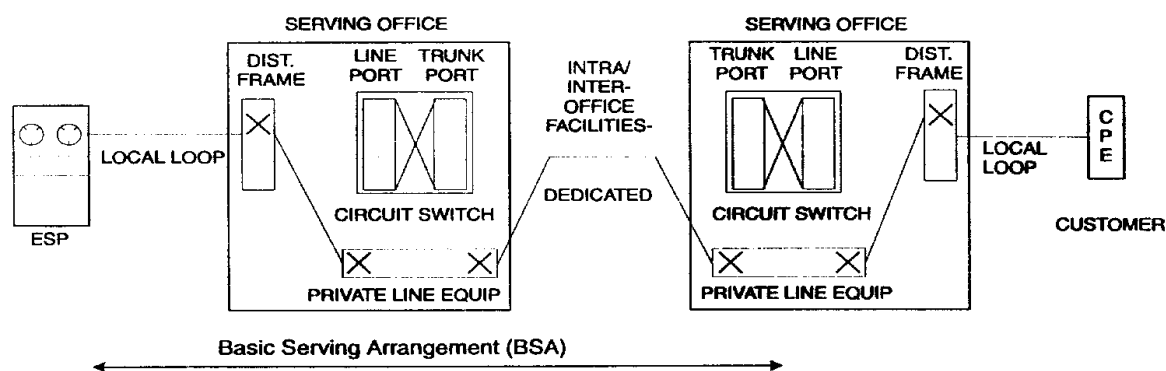 SERVING OFFICE
SERVING OFFICE
DIST.
FRAME
LINE
PORT
TRUNK
PORT
INTRA/
INTER-
OFFICE
FACILITIES-
DEDICATED
TRUNK
PORT
LINE
PORT
DIST.
FRAME
LOCAL LOOP
ESP
CIRCUIT SWITCH
PRIVATE LINE EQUIP
CIRCUIT SWITCH
PRIVATE LINE EQUIP
LOCAL
LOOP
CPE
CUSTOMER
Basic Serving Arrangement (BSA)